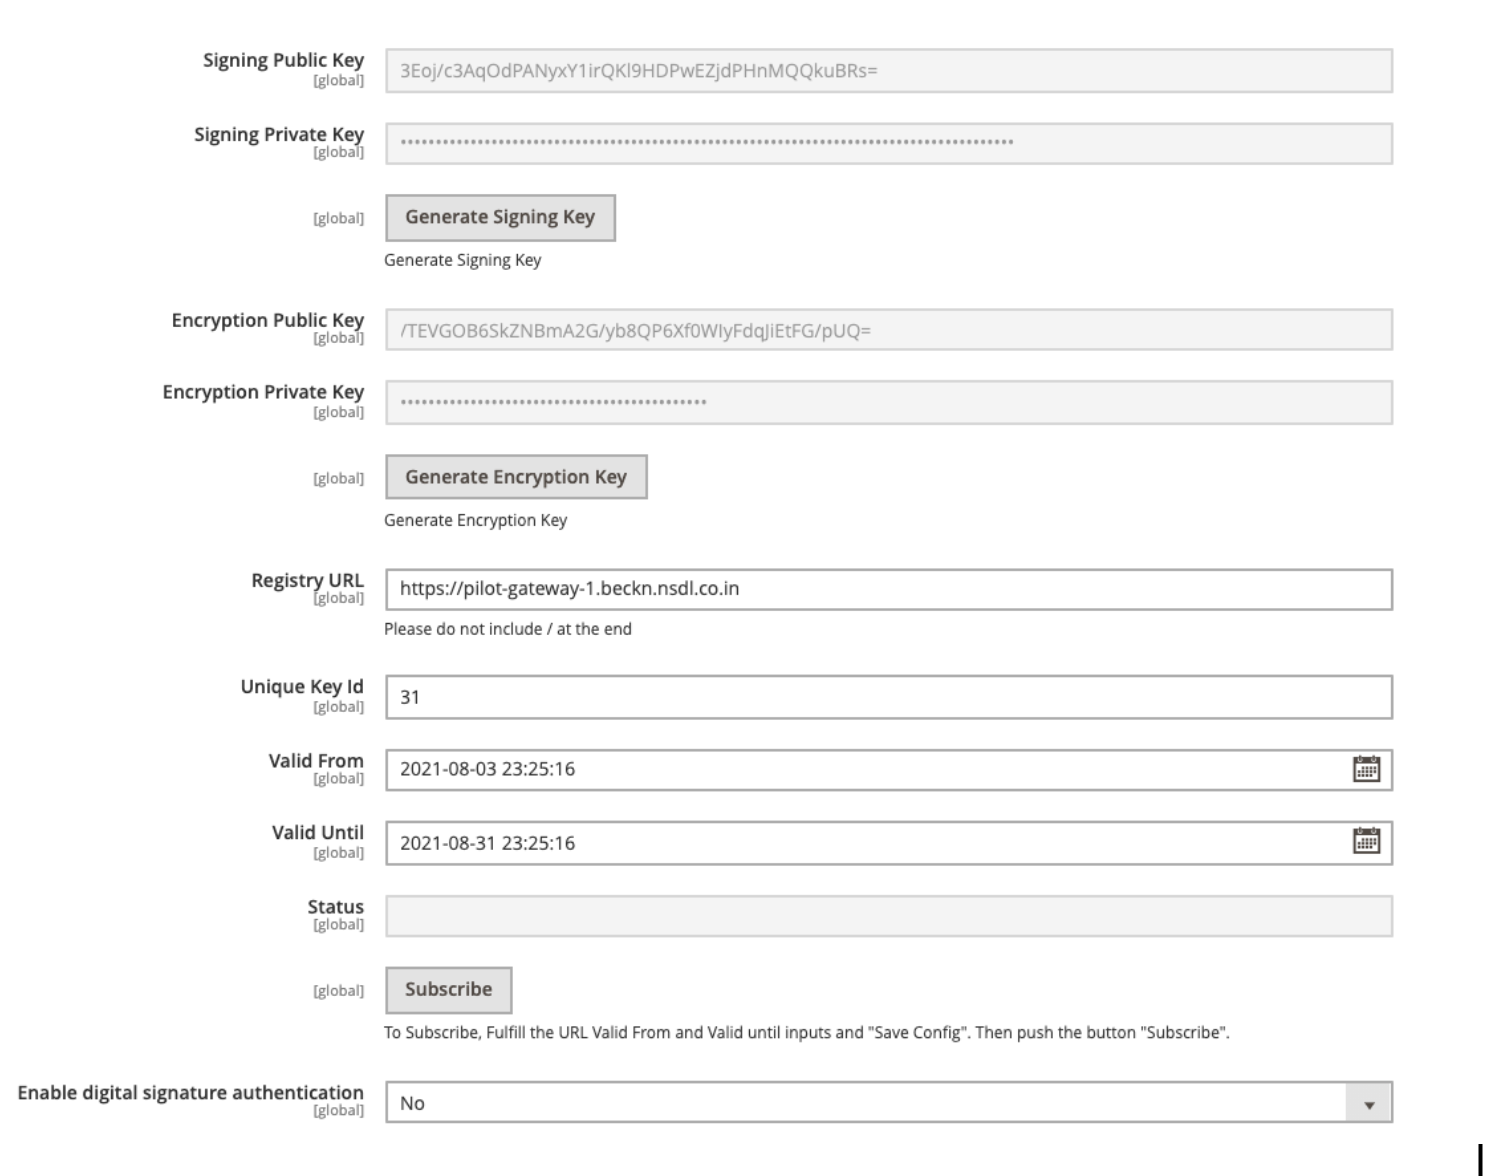 Signing Public Key
[global]
3Eoj/c3AqOdPANyxY1irQKl9HDPwEZjdPHnMQQkuBRs=
Signing Private Key
[global]
Generate Signing Key
[global]
Generate Signing Key
Encryption Public Key
[global]
/TEVGOB6SkZNBmA2G/yb8QP6Xf0WIyFdqJiEtFG/pUQ=
Encryption Private Key
[global]
[global]
Generate Encryption Key
Generate Encryption Key
Registry URL
[global]
https://pilot-gateway-1.beckn.nsdl.co.in
Please do not include / at the end
Unique Key Id
[global]
31
Valid From
[global]
2021-08-03 23:25:16
Valid Until
[global]
2021-08-31 23:25:16
Status
[global]
[global]
Subscribe
To Subscribe, Fulfill the URL Valid From and Valid until inputs and "Save Config". Then push the button "Subscribe".
Enable digital signature authentication
[global]
No